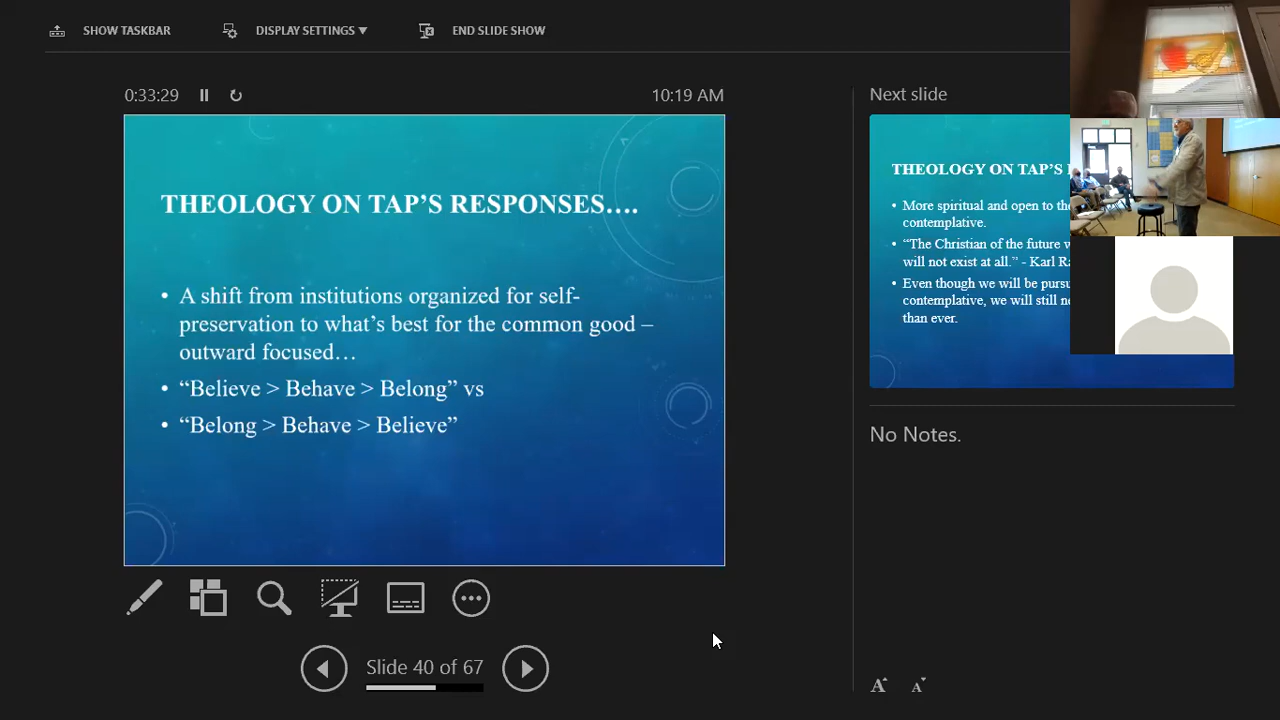 SHOW TASKBAR
DISPLAY SETTINGS ▼
END SLIDE SHOW
0:33:29
10:19 AM
THEOLOGY ON TAP’S RESPONSES….
• A shift from institutions organized for self-
preservation to what’s best for the common good –
outward focused…
• “Believe > Behave > Belong” vs
• “Belong > Behave > Believe”
Slide 40 of 67
Next slide
THEOLOGY ON TAP’S
• More spiritual and open to the
contemplative.
• “The Christian of the future
will not exist at all.” - Karl
• Even though we will be
contemplative, we will still
than ever.
No Notes.
A A